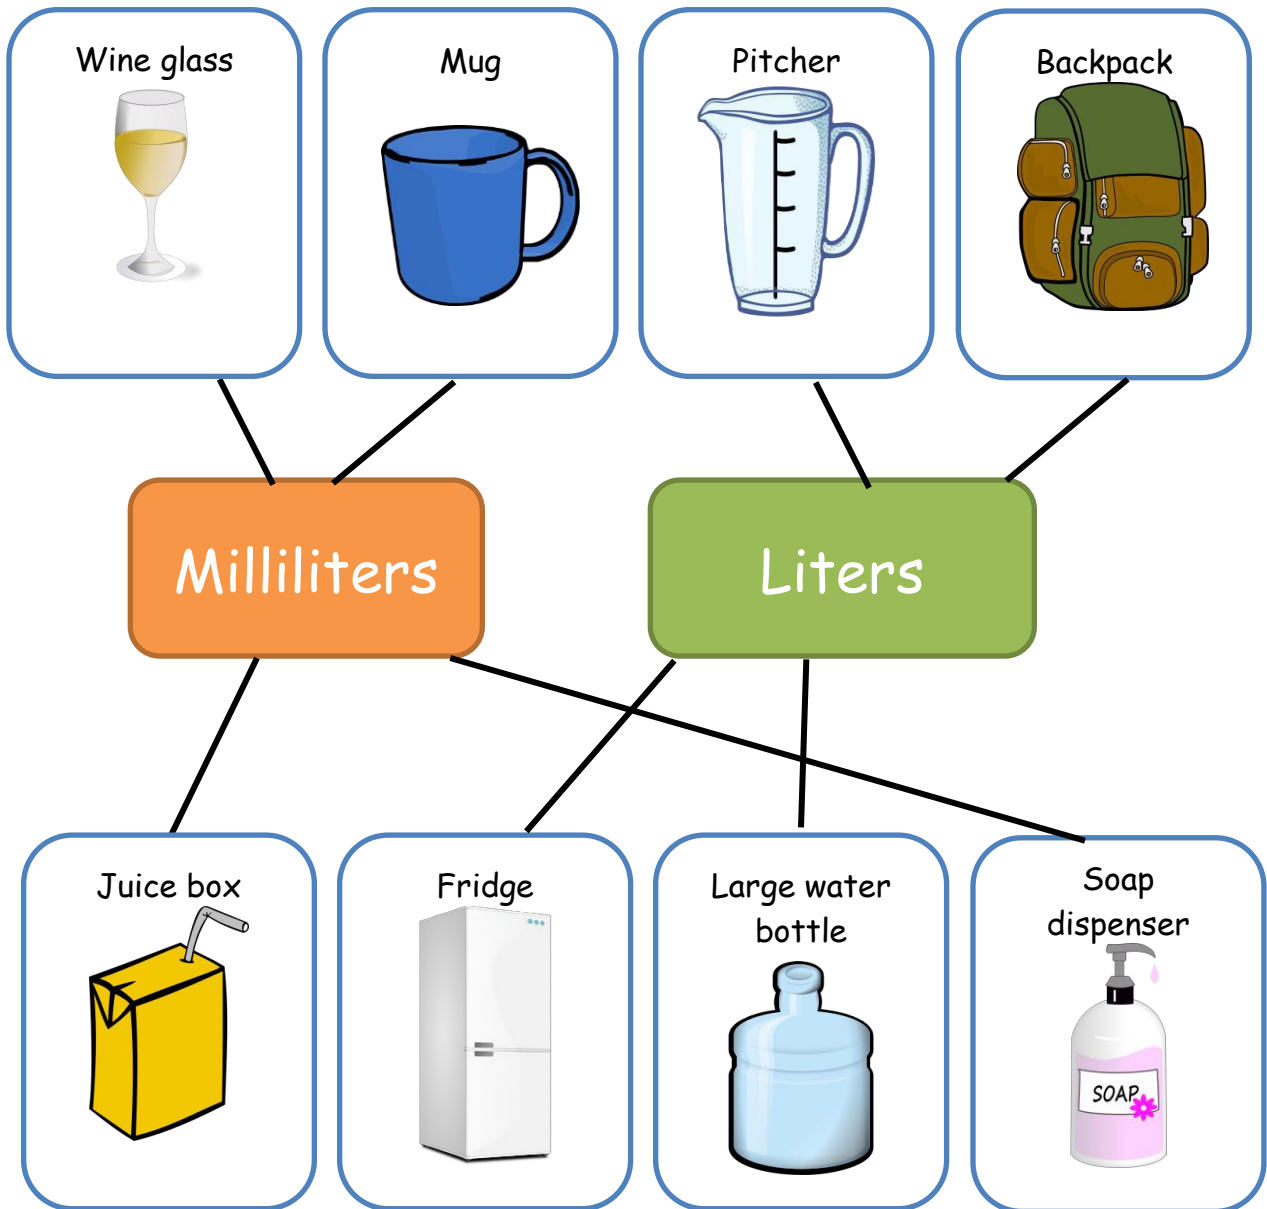 Wine glass
Mug
Pitcher
Backpack
Milliliters
Liters
Juice box
Fridge
Large water
bottle
Soap
dispenser
SOAP